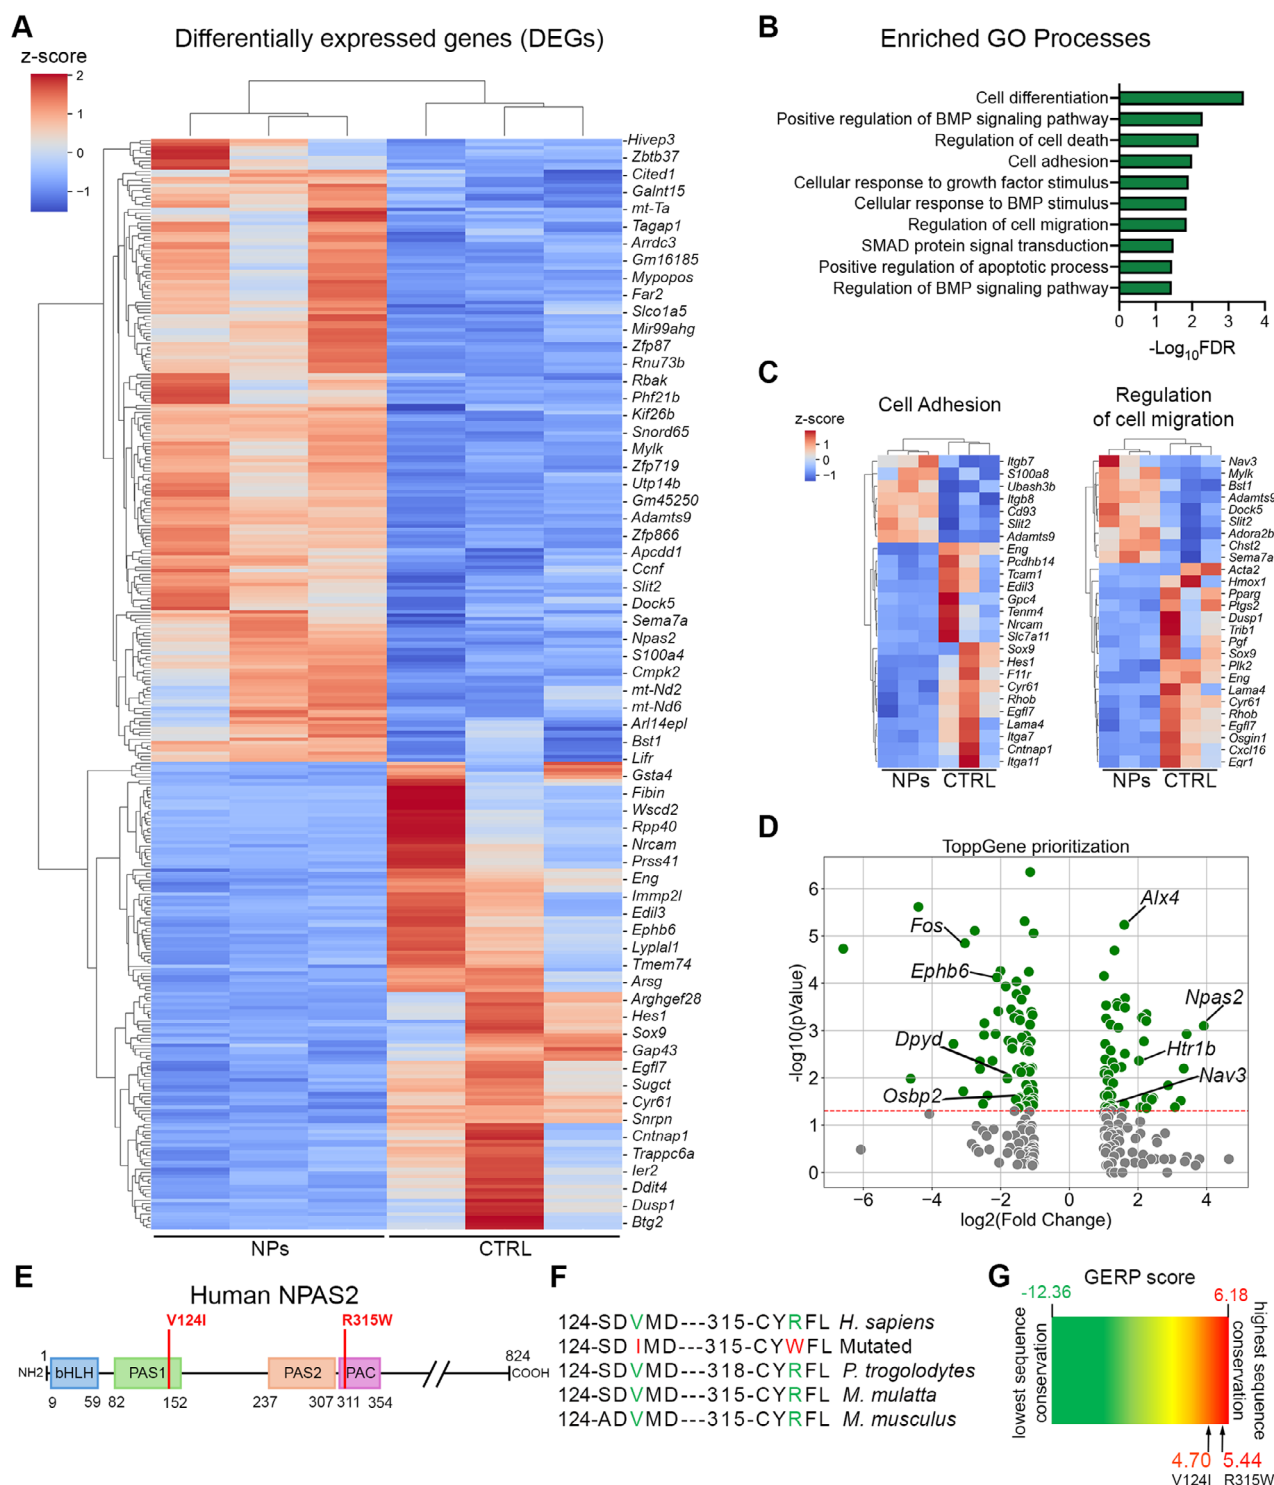 A
Differentially expressed genes (DEGs)
z-score
2
1
0
−1
Hivep3
Zbtb37
Cited1
Galnt15
mt-Ta
Tagap1
Arrdc3
Gm16185
Mypopos
Far2
Slco1a5
Mir99ahg
Zfp87
Rnu73b
Rbak
Phf21b
Kif26b
Snord65
Mylk
Zfp719
Utp14b
Gm45250
Adamts9
Zfp866
Apcdd1
Ccnf
Slit2
Dock5
Sema7a
Npas2
S100a4
Cmpk2
mt-Nd2
mt-Nd6
Arl14epl
Bst1
Lifr
Gsta4
Fibin
Wscd2
Rpp40
Nrcam
Prss41
Eng
Immp2l
Edil3
Ephb6
Lyplal1
Tmem74
Arsg
Arghgef28
Hes1
Sox9
Gap43
Egfl7
Sugct
Cyr61
Snrpn
Cntnap1
Trappc6a
Ier2
Ddit4
Dusp1
Btg2
NPs CTRL
B
Enriched GO Processes
Cell differentiation
Positive regulation of BMP signaling pathway
Regulation of cell death
Cell adhesion
Cellular response to growth factor stimulus
Cellular response to BMP stimulus
Regulation of cell migration
SMAD protein signal transduction
Positive regulation of apoptotic process
Regulation of BMP signaling pathway
0 1 2 3 4
-Log10FDR
C
z-score
1
0
−1
Cell Adhesion
Itgb7
S100a8
Ubash3b
Itgb8
Cd93
Slit2
Adamts9
Eng
Pcdhb14
Tcam1
Edil3
Gpc4
Tenm4
Nrcam
Slc7a11
Sox9
Hes1
F11r
Cyr61
Rhob
Egfl7
Lama4
Itga7
Cntnap1
Itga11
NPs CTRL
Regulation
of cell migration
Nav3
Mylk
Bst1
Adamts9
Dock5
Slit2
Adora2b
Chst2
Sema7a
Acta2
Hmox1
Pparg
Ptgs2
Dusp1
Trib1
Pgf
Sox9
Plk2
Eng
Lama4
Cyr61
Rhob
Egfl7
Osgin1
Cxcl16
Egr1
NPs CTRL
D
ToppGene prioritization
-log10(pValue)
6
5
4
3
2
1
0
Fos
Ephb6
Dpyd
Osbp2
Alx4
Npas2
Htr1b
Nav3
−6 −4 −2 0 2 4
log2(Fold Change)
E
Human NPAS2
V124I R315W
1 824
NH2 bHLH PAS1 PAS2 PAC COOH
9 59 82 152 237 307 311 354
F
124-SDVMD---315-CYRFL H. sapiens
124-SDIMD---315-CYWFL Mutated
124-SDVMD---318-CYRFL P. trogolodytes
124-SDVMD---315-CYRFL M. mulatta
124-ADVMD---315-CYRFL M. musculus
G
GERP score
-12.36 6.18
lowest sequence
conservation
highest sequence
conservation
4.70 5.44
V124I R315W